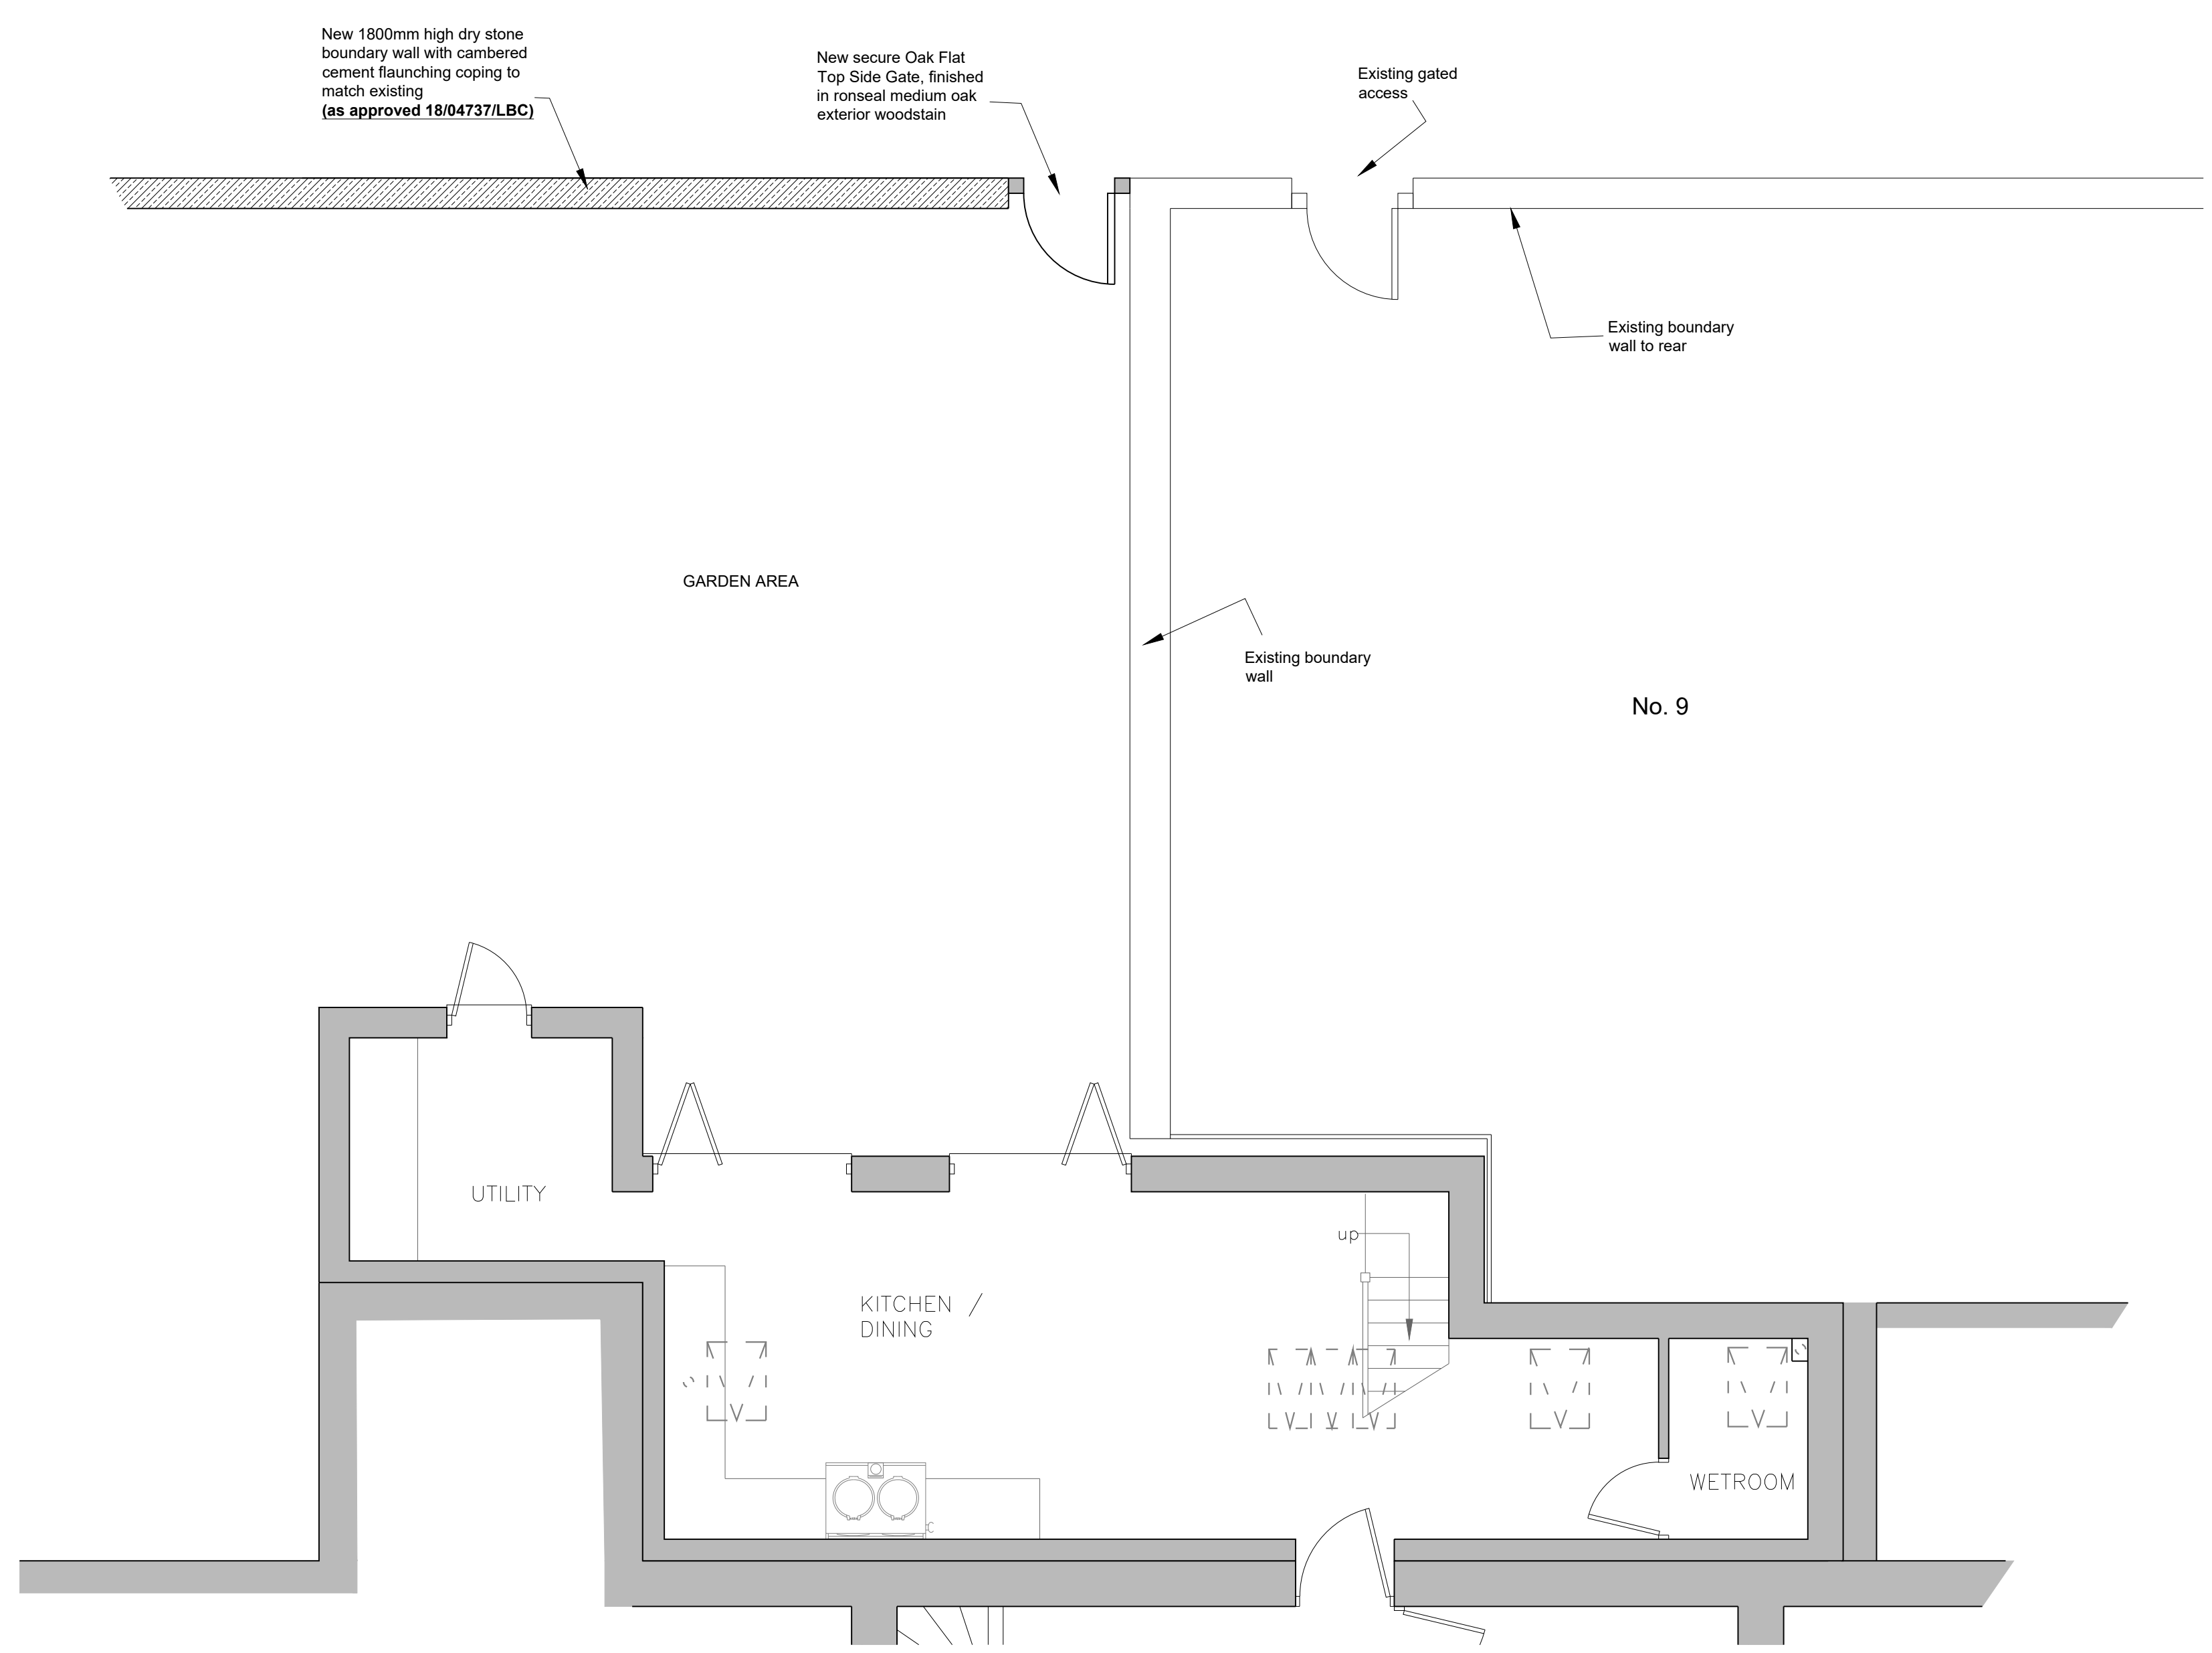 New 1800mm high dry stone
boundary wall with cambered
cement flaunching coping to
match existing
(as approved 18/04737/LBC)
New secure Oak Flat
Top Side Gate, finished
in ronseal medium oak
exterior woodstain
Existing gated
access
Existing boundary
wall to rear
GARDEN AREA
Existing boundary
wall
No. 9
UTILITY
up
KITCHEN /
DINING
WETROOM